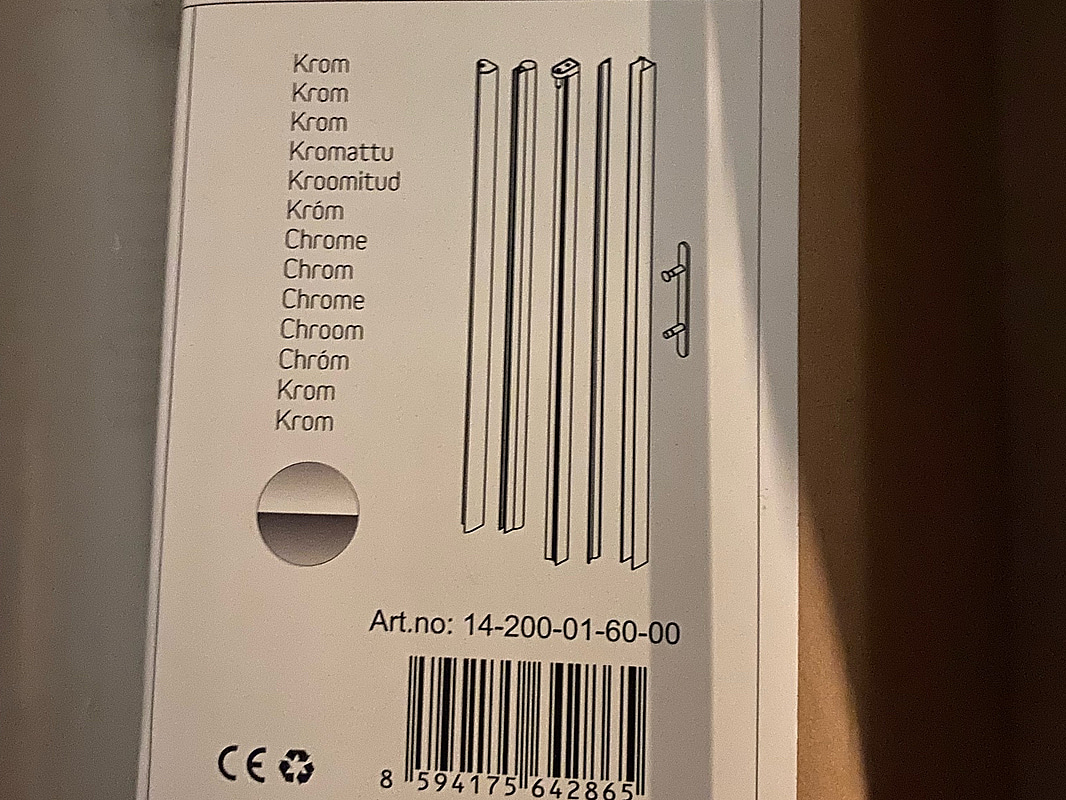 Krom
Krom
Krom
Kromattu
Kroomitud
Króm
Chrome
Chrom
Chrome
Chroom
Chróm
Krom
Krom
Art.no: 14-200-01-60-00
CE
8 594175 642865